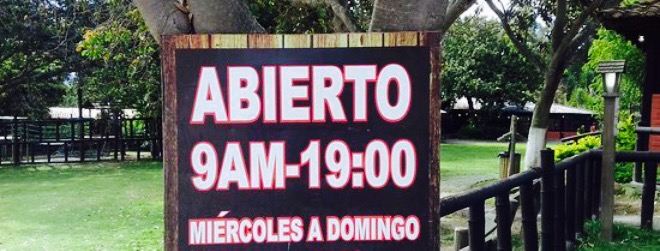 ABIERTO
9AM-19:00
MIÉRCOLES A DOMINGO